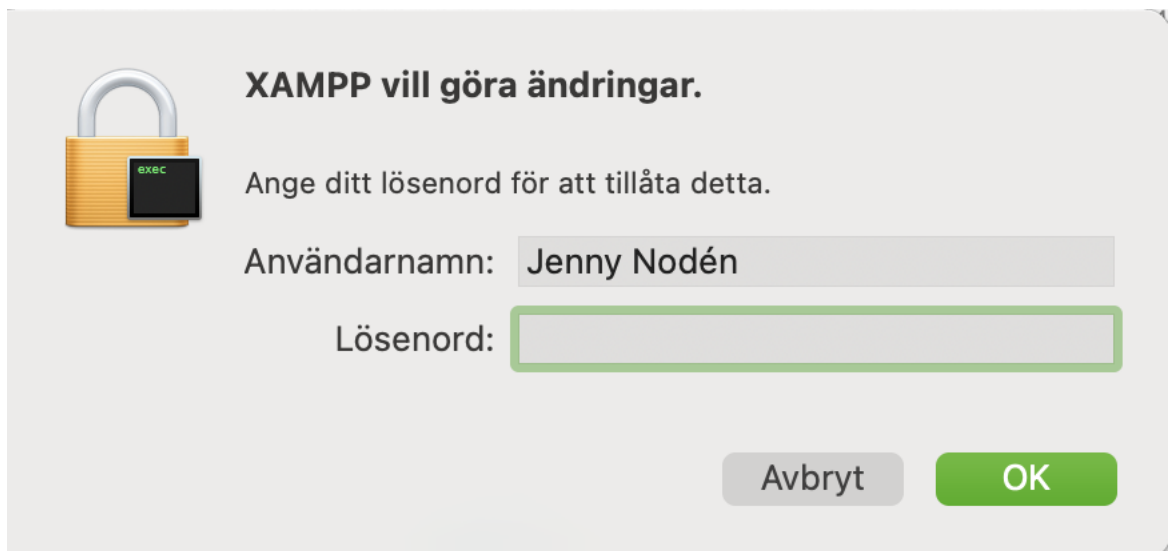 XAMPP vill göra ändringar.
exec
Ange ditt lösenord för att tillåta detta.
Användarnamn: Jenny Nodén
Lösenord:
Avbryt OK